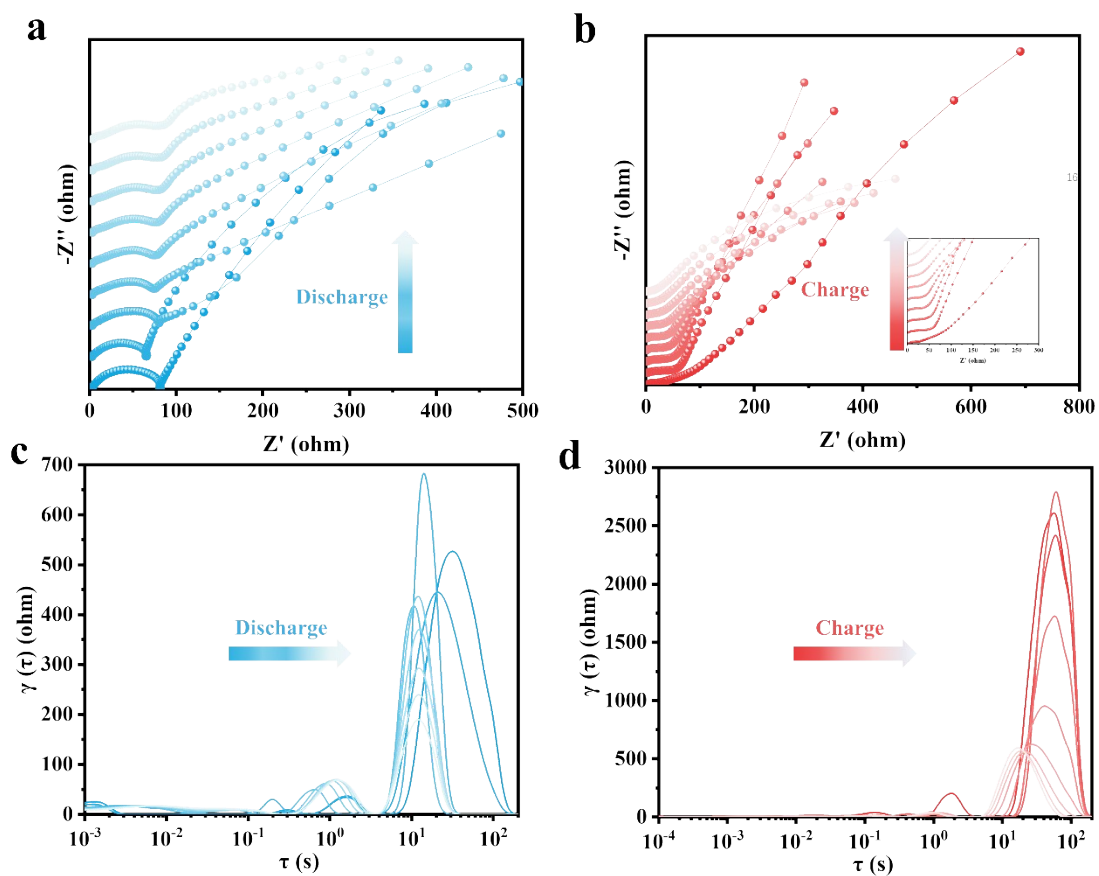 a
-Z'' (ohm)
Discharge
0 100 200 300 400 500
Z' (ohm)
b
-Z'' (ohm)
16
Charge
0 50 100 150 200 250 300
Z' (ohm)
0 200 400 600 800
Z' (ohm)
c
700
600
500
400
300
200
100
0
γ (τ) (ohm)
Discharge
10⁻³ 10⁻² 10⁻¹ 10⁰ 10¹ 10²
τ (s)
d
3000
2500
2000
1500
1000
500
0
γ (τ) (ohm)
Charge
10⁻⁴ 10⁻³ 10⁻² 10⁻¹ 10⁰ 10¹ 10²
τ (s)